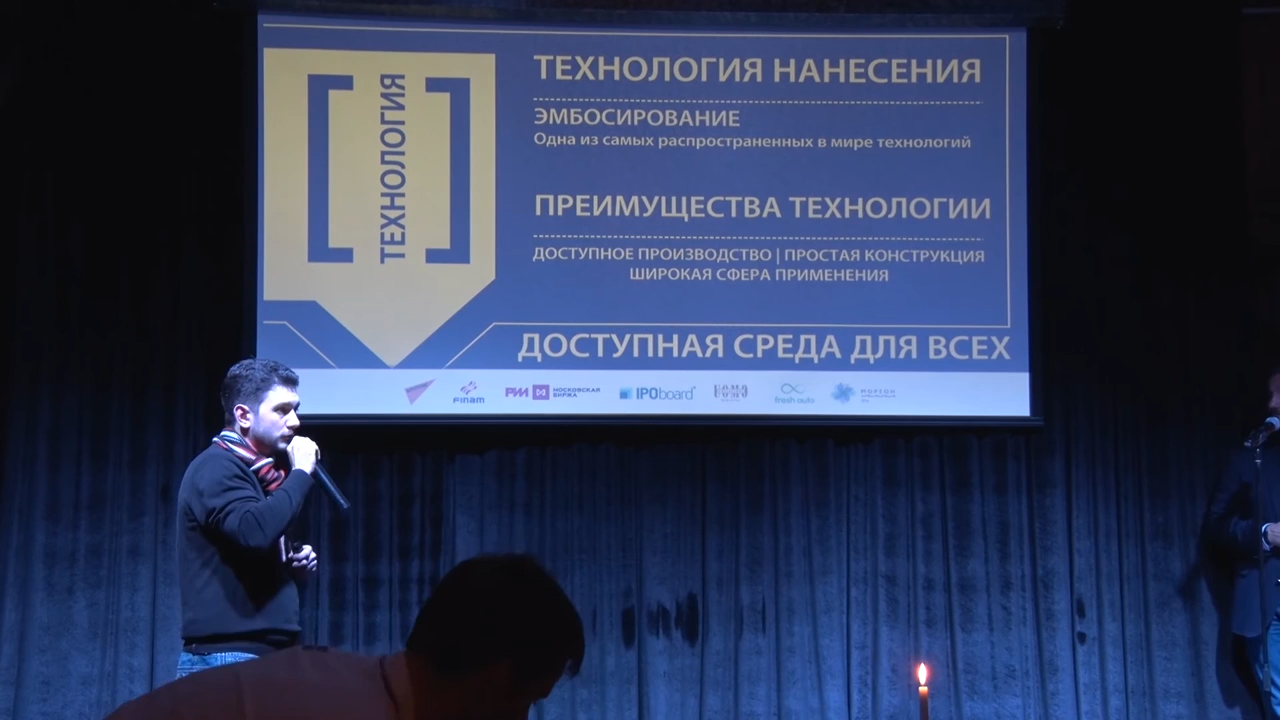 ТЕХНОЛОГИЯ
ТЕХНОЛОГИЯ НАНЕСЕНИЯ
ЭМБОСИРОВАНИЕ
Одна из самых распространенных в мире технологий
ПРЕИМУЩЕСТВА ТЕХНОЛОГИИ
ДОСТУПНОЕ ПРОИЗВОДСТВО | ПРОСТАЯ КОНСТРУКЦИЯ
ШИРОКАЯ СФЕРА ПРИМЕНЕНИЯ
ДОСТУПНАЯ СРЕДА ДЛЯ ВСЕХ
FINAM
РИИ
МОСКОВСКАЯ
БИРЖА
IPOboard
fresh auto